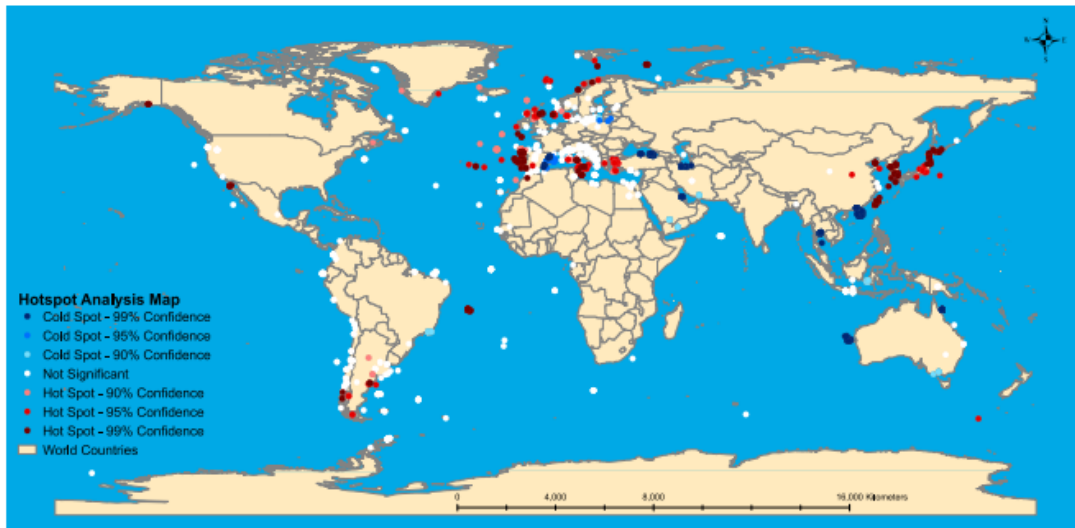 N
W E
S
Hotspot Analysis Map
Cold Spot - 99% Confidence
Cold Spot - 95% Confidence
Cold Spot - 90% Confidence
Not Significant
Hot Spot - 90% Confidence
Hot Spot - 95% Confidence
Hot Spot - 99% Confidence
World Countries
0 4,000 8,000 16,000 Kilometers